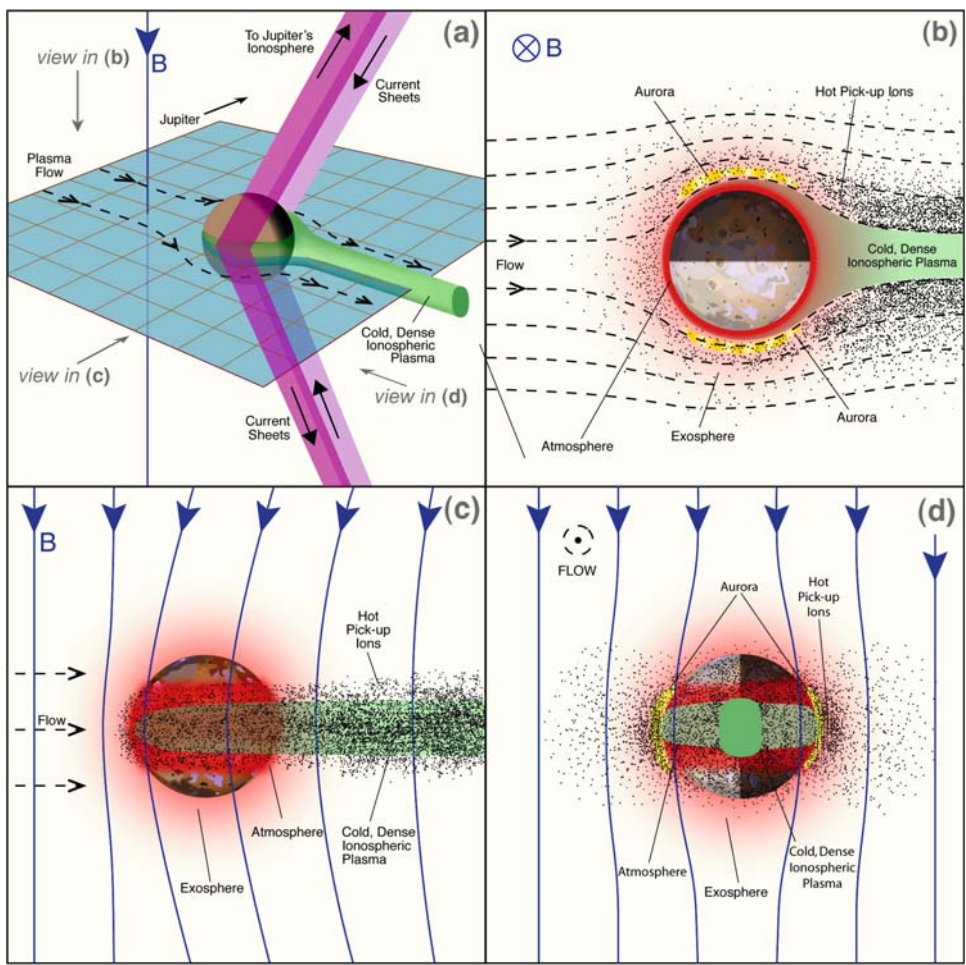 (a)
To Jupiter's
Ionosphere
view in (b)
B
Current
Sheets
Jupiter
Plasma
Flow
Cold, Dense
Ionospheric
Plasma
view in (c)
view in (d)
Current
Sheets
(b)
B
Aurora
Hot Pick-up Ions
Flow
Cold, Dense
Ionospheric Plasma
Atmosphere
Exosphere
Aurora
(c)
B
Hot
Pick-up
Ions
Flow
Atmosphere
Cold, Dense
Ionospheric
Plasma
Exosphere
(d)
FLOW
Aurora
Hot
Pick-up
Ions
Atmosphere
Exosphere
Cold, Dense
Ionospheric
Plasma